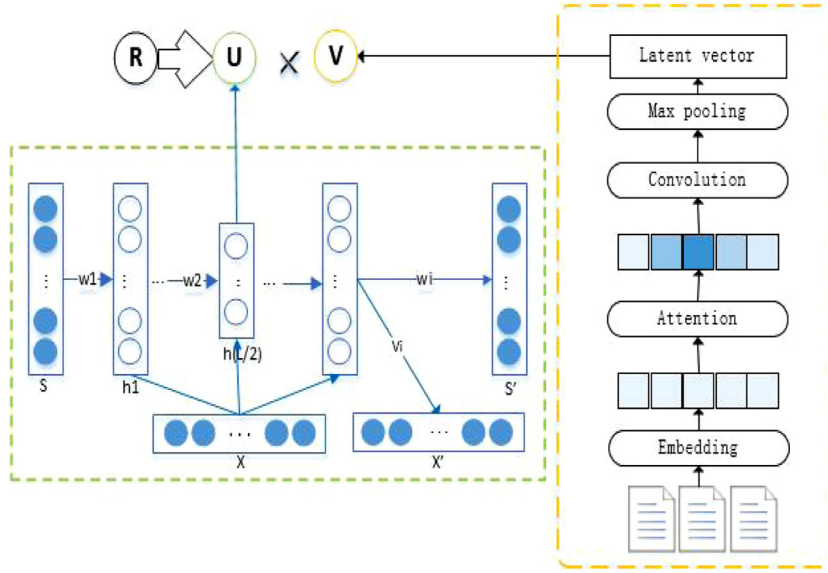 R
U
×
V
Latent vector
Max pooling
Convolution
Attention
Embedding
w1
...
w2
...
wi
Vi
S
h1
h(L/2)
S'
X
X'